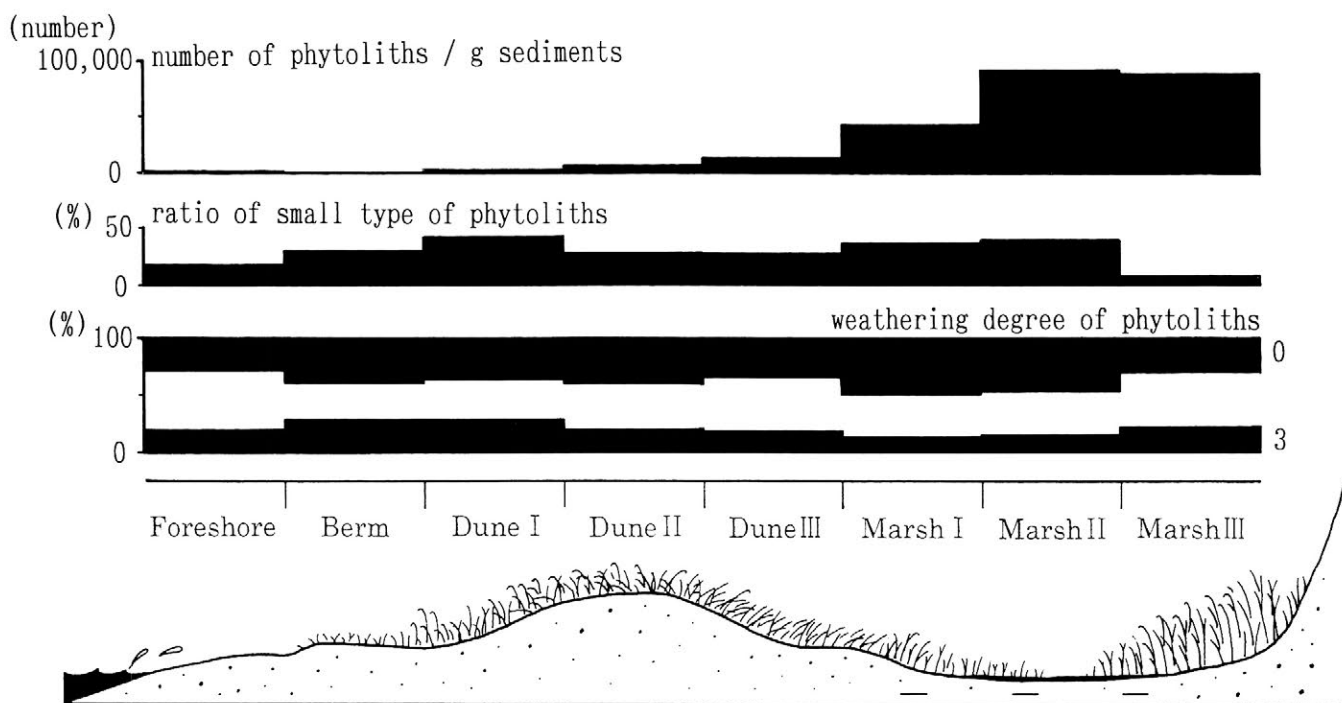 (number)
100,000 number of phytoliths / g sediments
0
(%) 50 ratio of small type of phytoliths
0
(%) 100 weathering degree of phytoliths 0
0 3
Foreshore Berm Dune I Dune II Dune III Marsh I Marsh II Marsh III